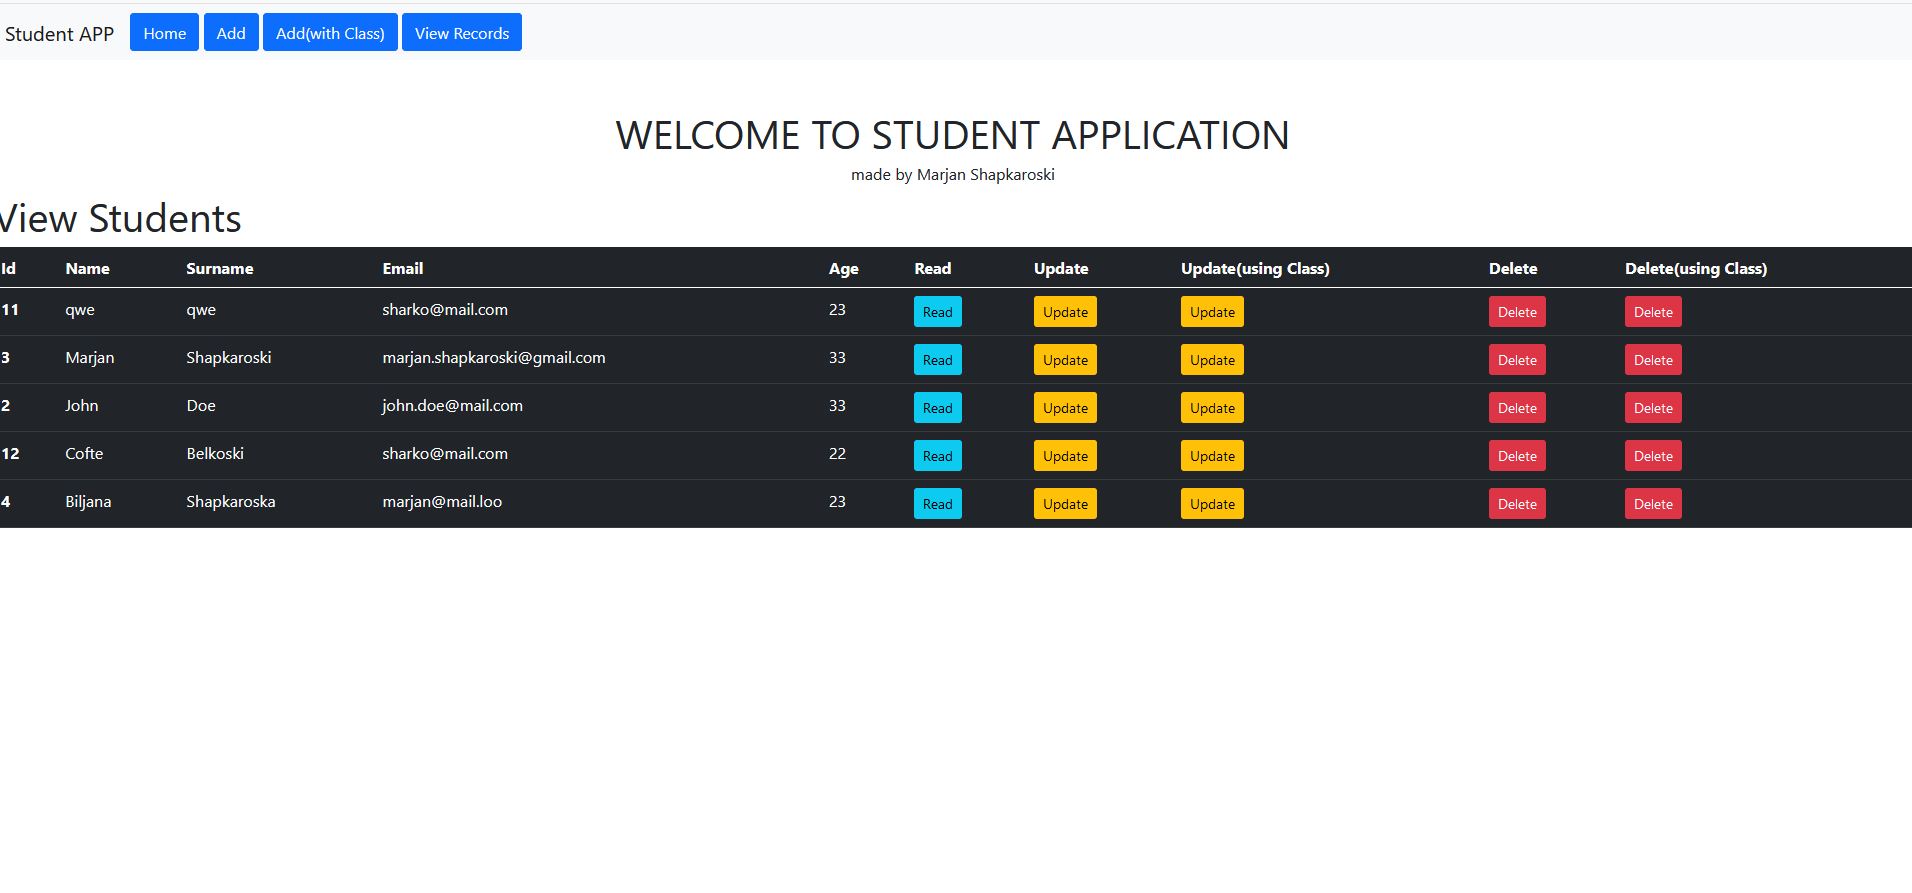 Student APP Home Add Add(with Class) View Records
WELCOME TO STUDENT APPLICATION
made by Marjan Shapkaroski
View Students
Id Name Surname Email Age Read Update Update(using Class) Delete Delete(using Class)
11 qwe qwe sharko@mail.com 23 Read Update Update Delete Delete
3 Marjan Shapkaroski marjan.shapkaroski@gmail.com 33 Read Update Update Delete Delete
2 John Doe john.doe@mail.com 33 Read Update Update Delete Delete
12 Cofte Belkoski sharko@mail.com 22 Read Update Update Delete Delete
4 Biljana Shapkaroska marjan@mail.loo 23 Read Update Update Delete Delete